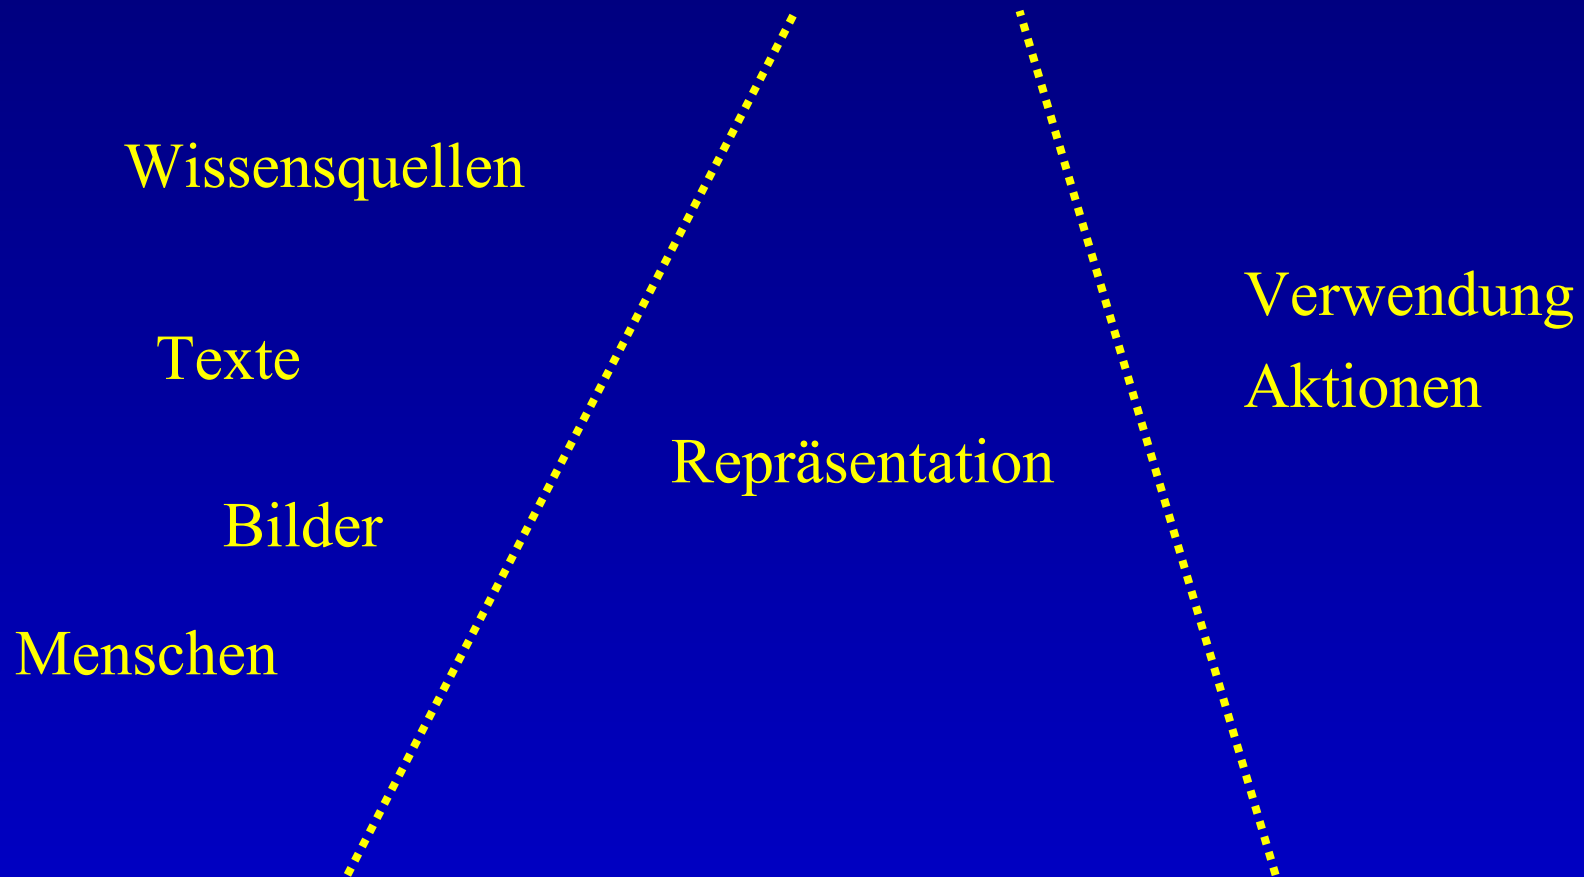 Wissensquellen
Texte
Bilder
Menschen
Repräsentation
Verwendung
Aktionen